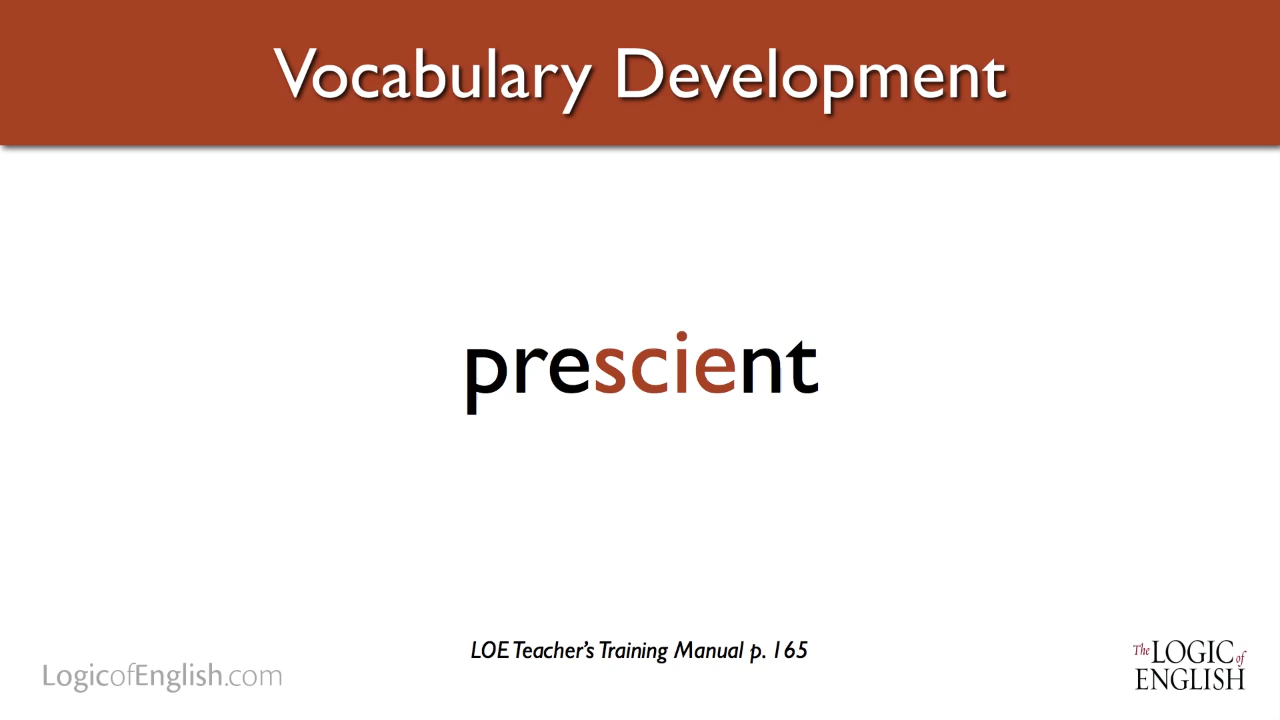 Vocabulary Development
prescient
LOE Teacher's Training Manual p. 165
LogicofEnglish.com
The LOGIC of
ENGLISH